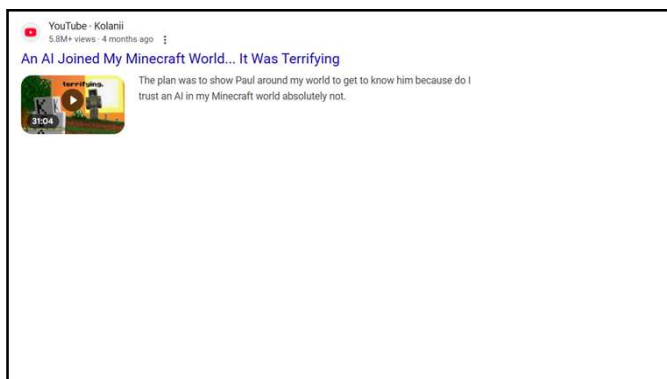 YouTube · Kolanii
5.8M+ views · 4 months ago
An AI Joined My Minecraft World... It Was Terrifying
terrifying.
31:04
The plan was to show Paul around my world to get to know him because do I
trust an AI in my Minecraft world absolutely not.